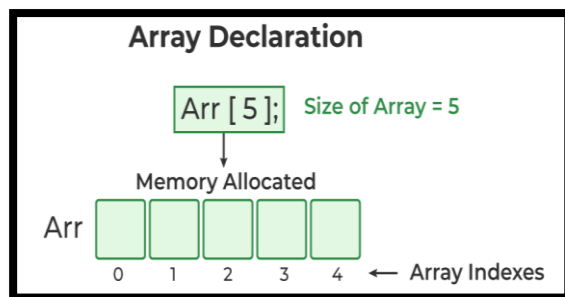 Array Declaration
Arr [ 5 ]; Size of Array = 5
Memory Allocated
Arr
0 1 2 3 4 Array Indexes